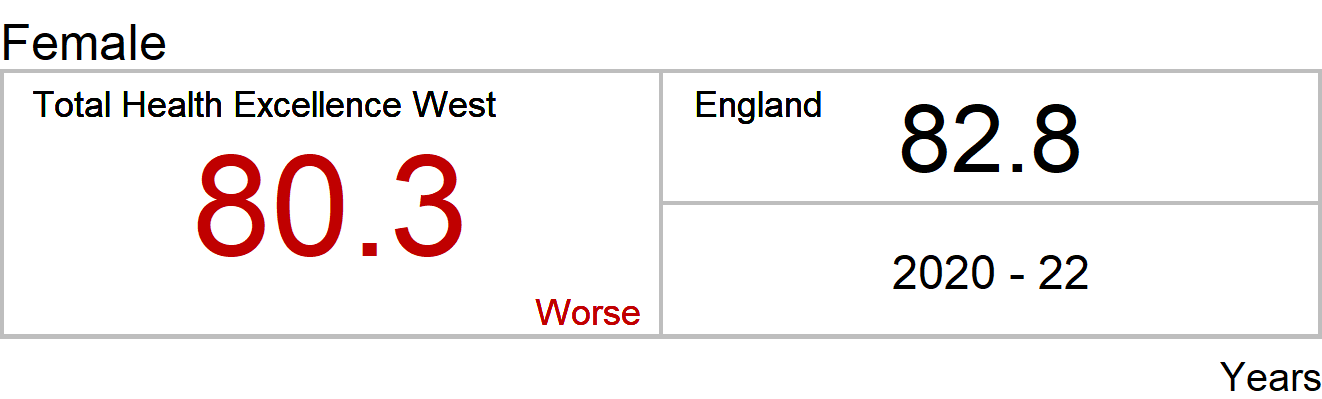 Female
Total Health Excellence West
80.3
Worse
England
82.8
2020 - 22
Years